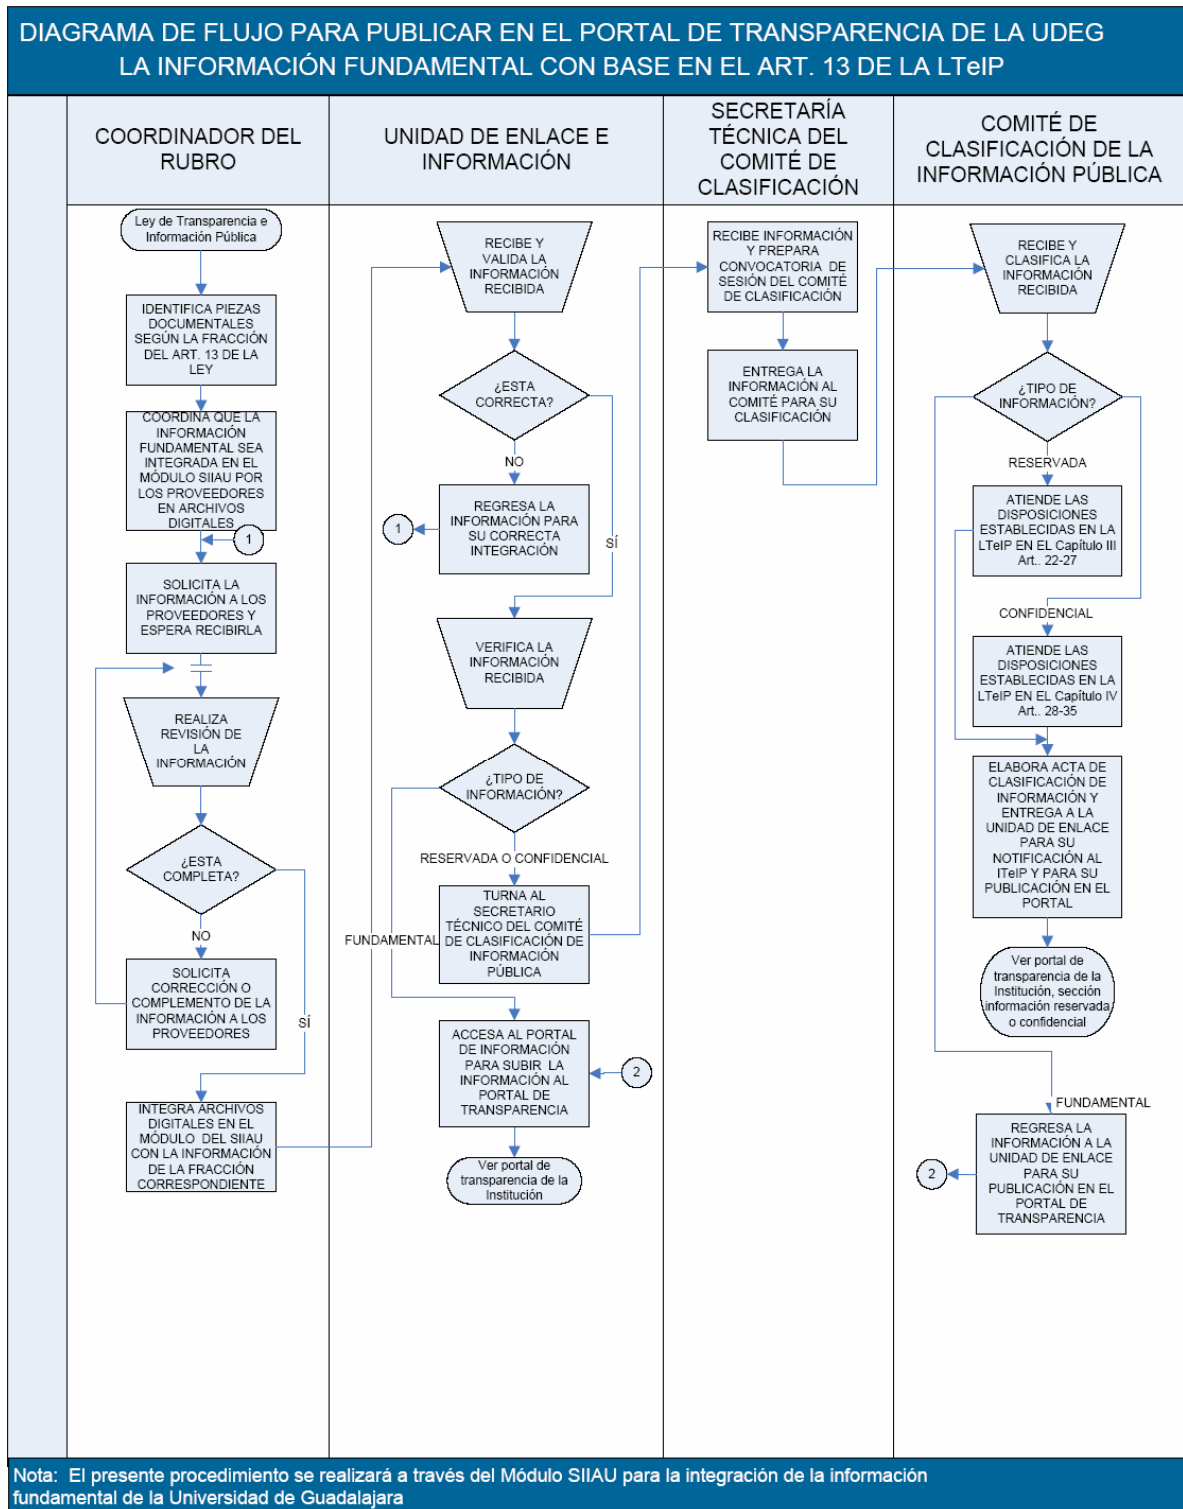 DIAGRAMA DE FLUJO PARA PUBLICAR EN EL PORTAL DE TRANSPARENCIA DE LA UDEG
LA INFORMACIÓN FUNDAMENTAL CON BASE EN EL ART. 13 DE LA LTeIP
COORDINADOR DEL
RUBRO
Ley de Transparencia e
Información Pública
IDENTIFICA PIEZAS
DOCUMENTALES
SEGÚN LA FRACCIÓN
DEL ART. 13 DE LA
LEY
COORDINA QUE LA
INFORMACIÓN
FUNDAMENTAL SEA
INTEGRADA EN EL
MÓDULO SIIAU POR
LOS PROVEEDORES
EN ARCHIVOS
DIGITALES
1
SOLICITA LA
INFORMACIÓN A LOS
PROVEEDORES Y
ESPERA RECIBIRLA
REALIZA
REVISIÓN DE
LA
INFORMACIÓN
¿ESTA
COMPLETA?
NO
SOLICITA
CORRECCIÓN O
COMPLEMENTO DE LA
INFORMACIÓN A LOS
PROVEEDORES
SÍ
INTEGRA ARCHIVOS
DIGITALES EN EL
MÓDULO DEL SIIAU
CON LA INFORMACIÓN
DE LA FRACCIÓN
CORRESPONDIENTE
UNIDAD DE ENLACE E
INFORMACIÓN
RECIBE Y
VALIDA LA
INFORMACIÓN
RECIBIDA
¿ESTA
CORRECTA?
NO
REGRESA LA
INFORMACIÓN PARA
SU CORRECTA
INTEGRACIÓN
1
SÍ
VERIFICA LA
INFORMACIÓN
RECIBIDA
¿TIPO DE
INFORMACIÓN?
RESERVADA O CONFIDENCIAL
TURNA AL
SECRETARIO
TÉCNICO DEL COMITÉ
DE CLASIFICACIÓN DE
INFORMACIÓN
PÚBLICA
FUNDAMENTAL
ACCESA AL PORTAL
DE INFORMACIÓN
PARA SUBIR LA
INFORMACIÓN AL
PORTAL DE
TRANSPARENCIA
2
Ver portal de
transparencia de la
Institución
SECRETARÍA
TÉCNICA DEL
COMITÉ DE
CLASIFICACIÓN
RECIBE INFORMACIÓN
Y PREPARA
CONVOCATORIA DE
SESIÓN DEL COMITÉ
DE CLASIFICACIÓN
ENTREGA LA
INFORMACIÓN AL
COMITÉ PARA SU
CLASIFICACIÓN
COMITÉ DE
CLASIFICACIÓN DE LA
INFORMACIÓN PÚBLICA
RECIBE Y
CLASIFICA LA
INFORMACIÓN
RECIBIDA
¿TIPO DE
INFORMACIÓN?
RESERVADA
ATIENDE LAS
DISPOSICIONES
ESTABLECIDAS EN LA
LTeIP EN EL Capítulo III
Art.. 22-27
CONFIDENCIAL
ATIENDE LAS
DISPOSICIONES
ESTABLECIDAS EN LA
LTeIP EN EL Capítulo IV
Art.. 28-35
ELABORA ACTA DE
CLASIFICACIÓN DE
INFORMACIÓN Y
ENTREGA A LA
UNIDAD DE ENLACE
PARA SU
NOTIFICACIÓN AL
ITeIP Y PARA SU
PUBLICACIÓN EN EL
PORTAL
Ver portal de
transparencia de la
Institución, sección
información reservada
o confidencial
FUNDAMENTAL
REGRESA LA
INFORMACIÓN A LA
UNIDAD DE ENLACE
PARA SU
PUBLICACIÓN EN EL
PORTAL DE
TRANSPARENCIA
2
Nota: El presente procedimiento se realizará a través del Módulo SIIAU para la integración de la información
fundamental de la Universidad de Guadalajara